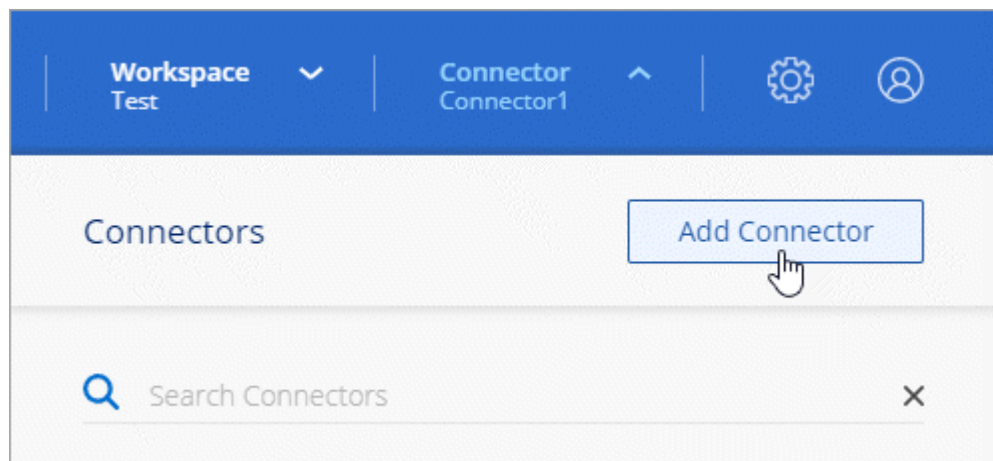 Workspace
Test
Connector
Connector1
Connectors
Add Connector
Search Connectors